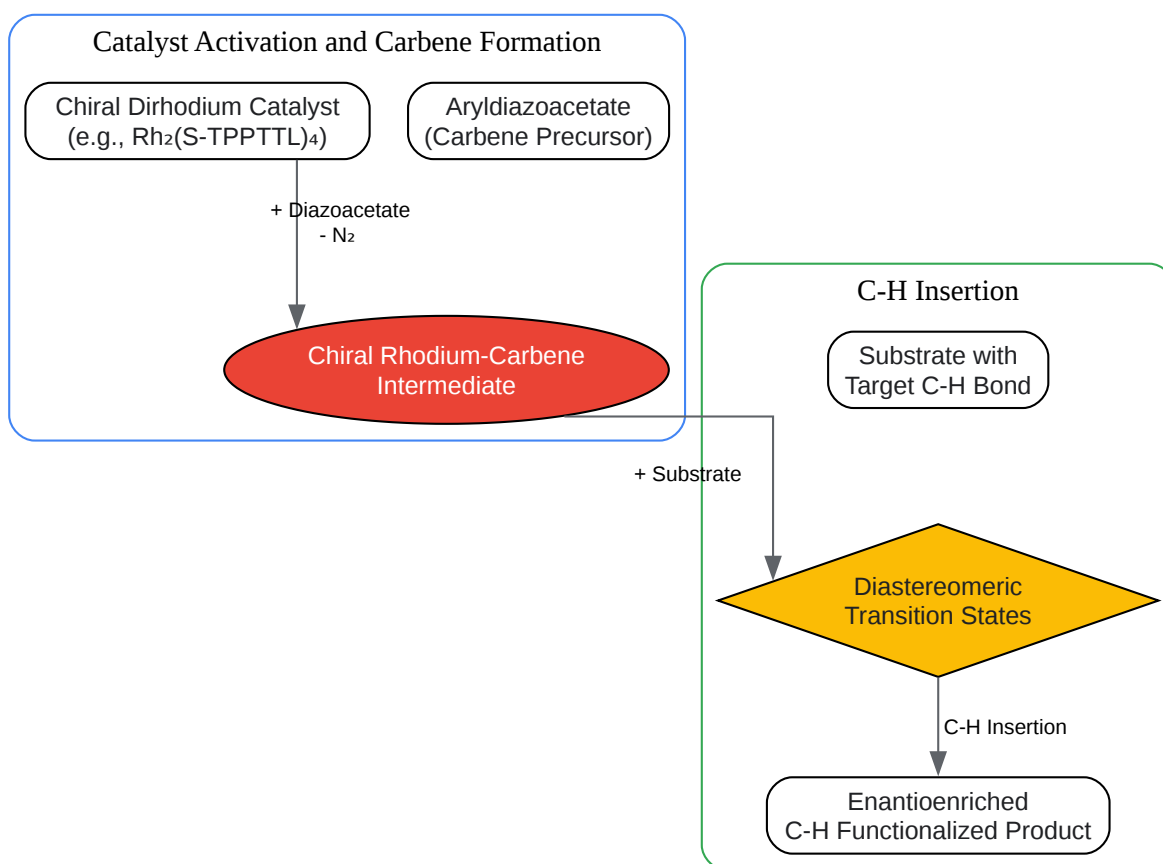 Catalyst Activation and Carbene Formation
Chiral Dirhodium Catalyst
(e.g., Rh₂(S-TPPTTL)₄)
Aryldiazoacetate
(Carbene Precursor)
+ Diazoacetate
- N₂
Chiral Rhodium-Carbene
Intermediate
C-H Insertion
Substrate with
Target C-H Bond
+ Substrate
Diastereomeric
Transition States
C-H Insertion
Enantioenriched
C-H Functionalized Product